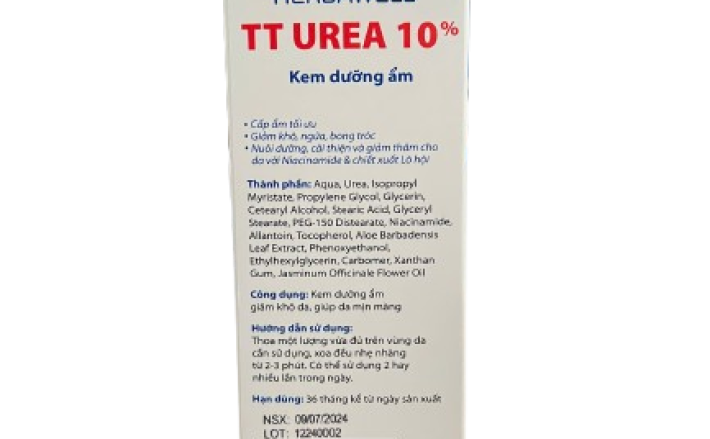 TT UREA 10%
Kem dưỡng ẩm
• Cấp ẩm tối ưu
• Giảm khô, ngứa, bong tróc
• Nuôi dưỡng, cải thiện và giảm thâm cho
da với Niacinamide & chiết xuất Lô hội
Thành phần: Aqua, Urea, Isopropyl
Myristate, Propylene Glycol, Glycerin,
Cetearyl Alcohol, Stearic Acid, Glyceryl
Stearate, PEG-150 Distearate, Niacinamide,
Allantoin, Tocopherol, Aloe Barbadensis
Leaf Extract, Phenoxyethanol,
Ethylhexylglycerin, Carbomer, Xanthan
Gum, Jasminum Officinale Flower Oil
Công dụng: Kem dưỡng ẩm
giảm khô da, giúp da mịn màng
Hướng dẫn sử dụng:
Thoa một lượng vừa đủ trên vùng da
cần sử dụng, xoa đều nhẹ nhàng
từ 2-3 phút. Có thể sử dụng 2 hay
nhiều lần trong ngày.
Hạn dùng: 36 tháng kể từ ngày sản xuất
NSX: 09/07/2024
LOT: 12240002